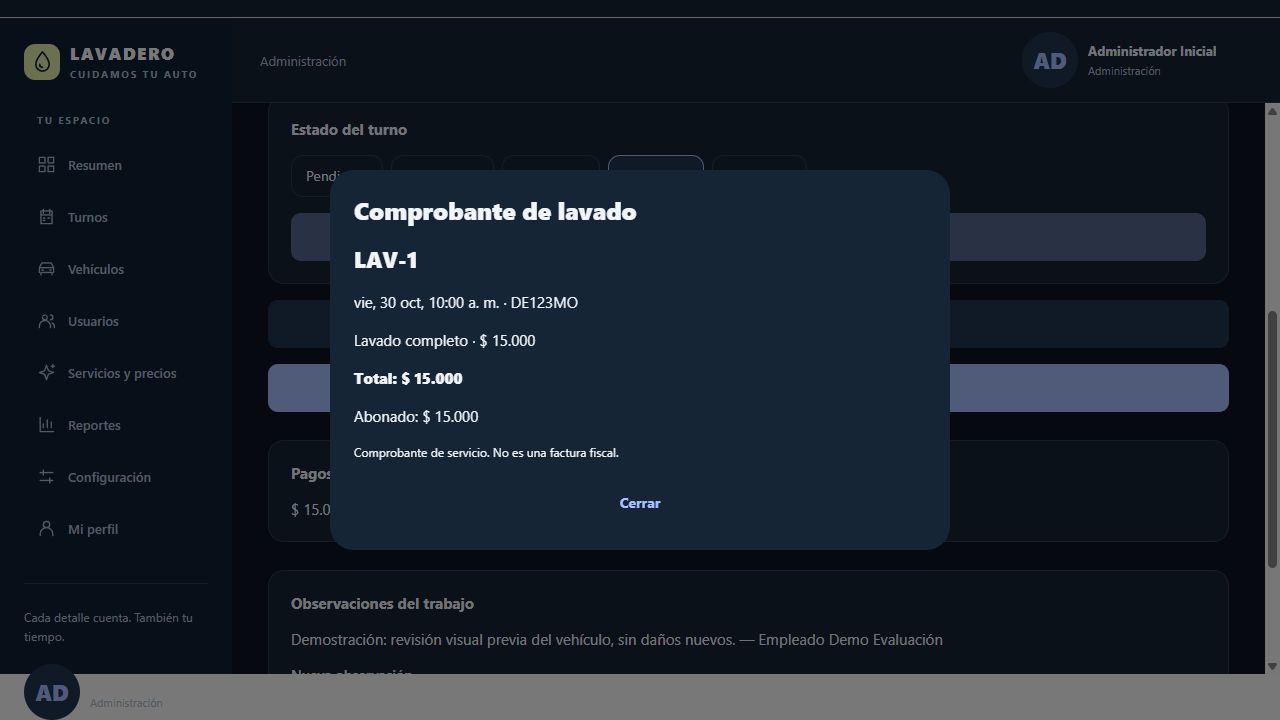 LAVADERO
CUIDAMOS TU AUTO
TU ESPACIO
Resumen
Turnos
Vehículos
Usuarios
Servicios y precios
Reportes
Configuración
Mi perfil
Cada detalle cuenta. También tu
tiempo.
AD
Administración
Administración
AD
Administrador Inicial
Administración
Estado del turno
Comprobante de lavado
LAV-1
vie, 30 oct, 10:00 a. m. · DE123MO
Lavado completo · $ 15.000
Total: $ 15.000
Abonado: $ 15.000
Comprobante de servicio. No es una factura fiscal.
Cerrar
Pagos
Observaciones del trabajo
Demostración: revisión visual previa del vehículo, sin daños nuevos. — Empleado Demo Evaluación